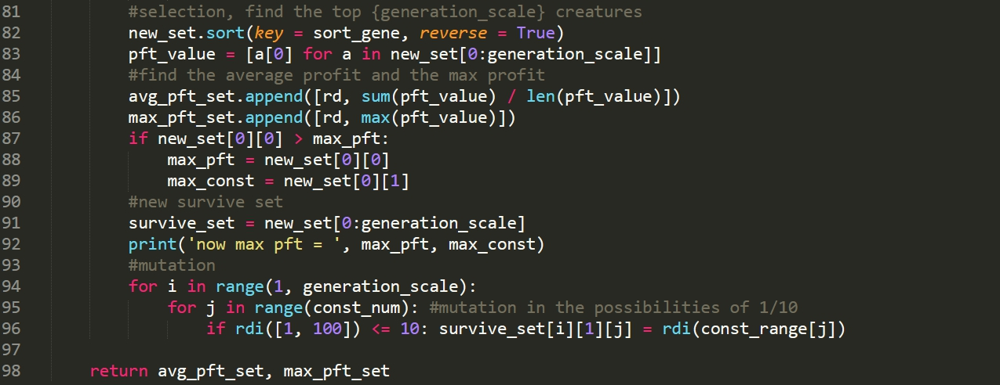 81 #selection, find the top {generation_scale} creatures
82 new_set.sort(key = sort_gene, reverse = True)
83 pft_value = [a[0] for a in new_set[0:generation_scale]]
84 #find the average profit and the max profit
85 avg_pft_set.append([rd, sum(pft_value) / len(pft_value)])
86 max_pft_set.append([rd, max(pft_value)])
87 if new_set[0][0] > max_pft:
88     max_pft = new_set[0][0]
89     max_const = new_set[0][1]
90 #new survive set
91 survive_set = new_set[0:generation_scale]
92 print('now max pft = ', max_pft, max_const)
93 #mutation
94 for i in range(1, generation_scale):
95     for j in range(const_num): #mutation in the possibilities of 1/10
96         if rdi([1, 100]) <= 10: survive_set[i][1][j] = rdi(const_range[j])
97
98 return avg_pft_set, max_pft_set